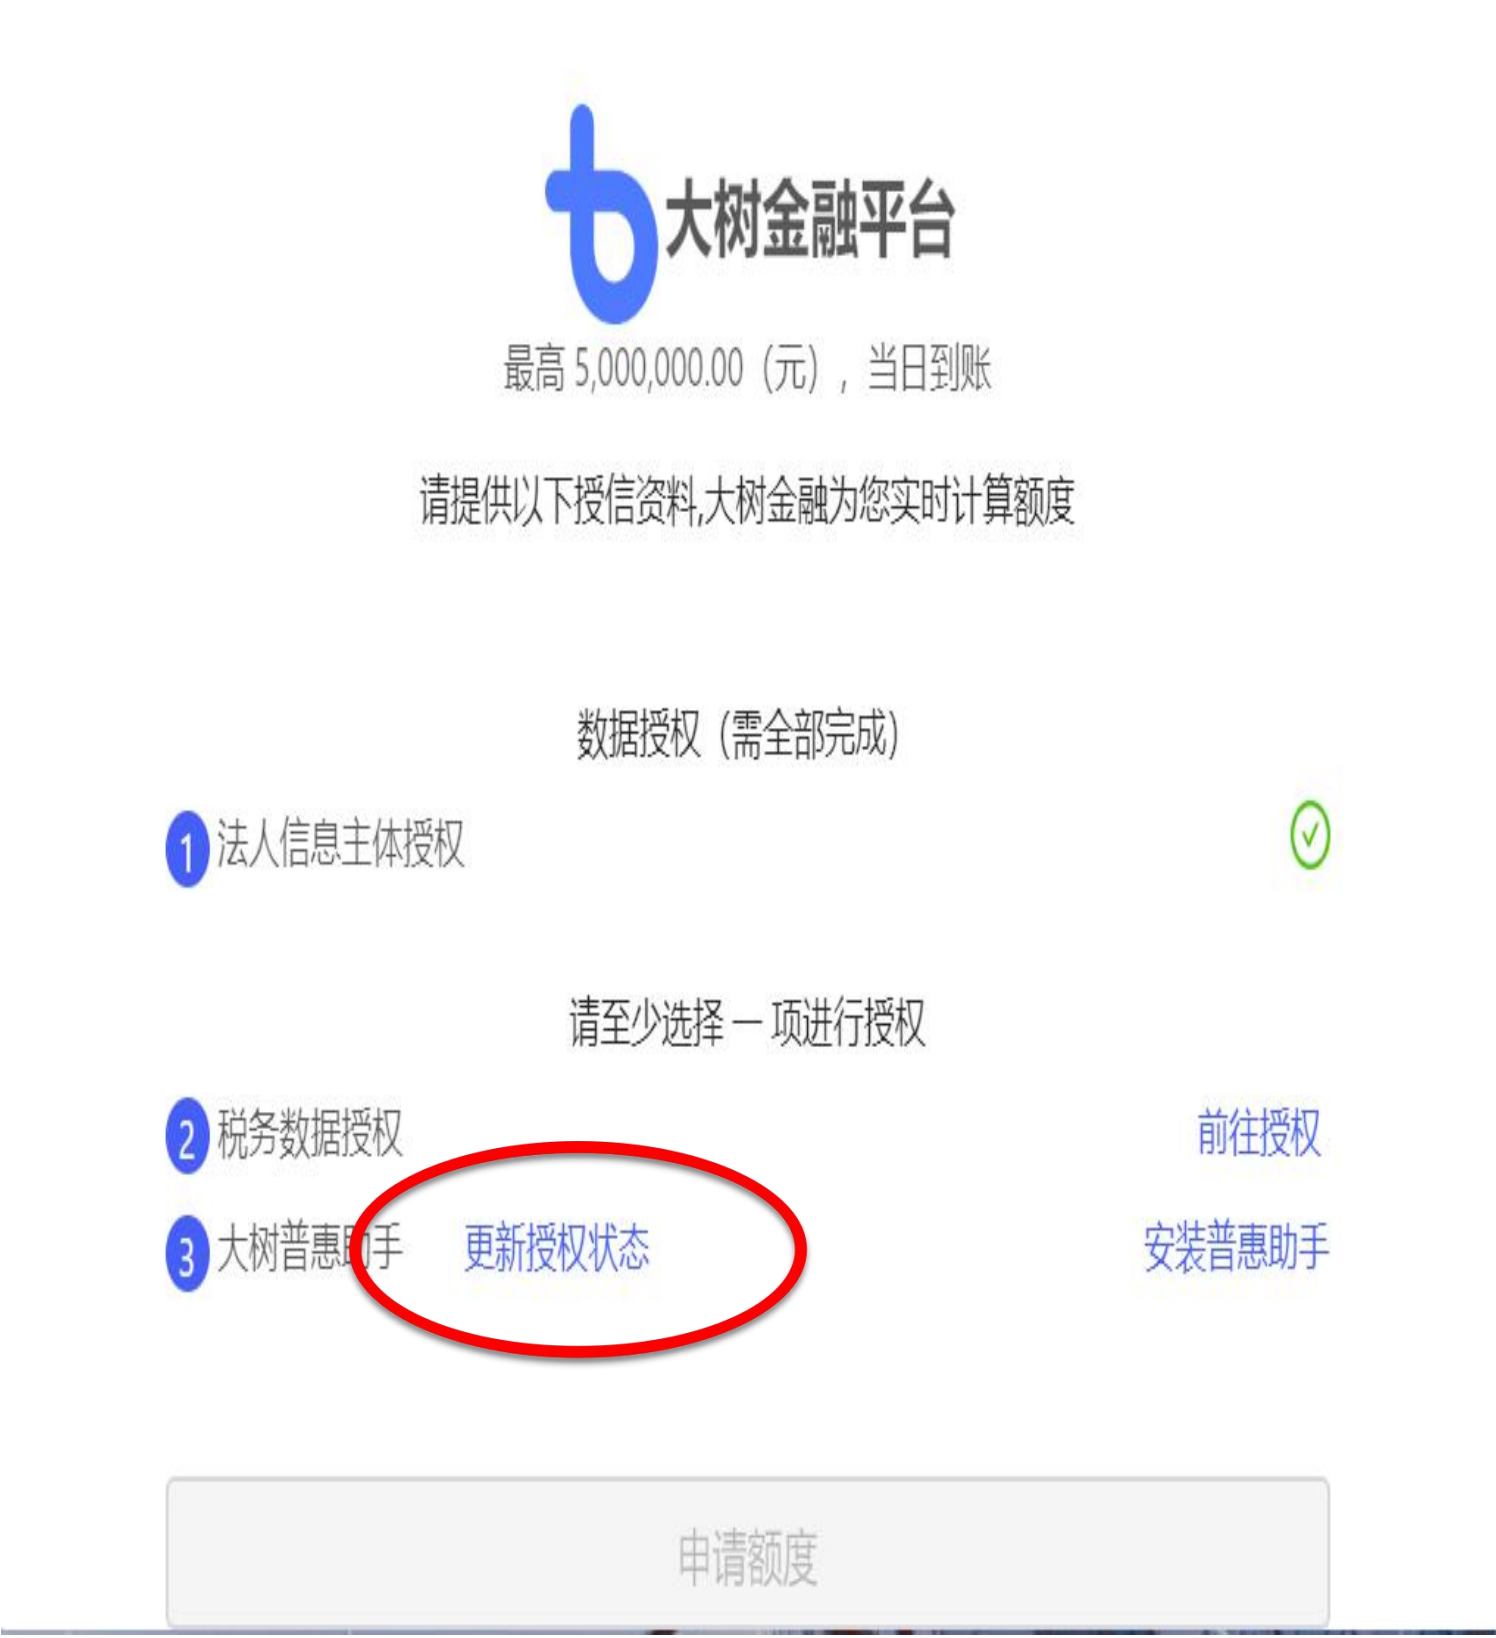 大树金融平台
最高 5,000,000.00（元）, 当日到账
请提供以下授信资料,大树金融为您实时计算额度
数据授权（需全部完成）
1 法人信息主体授权
请至少选择 一 项进行授权
2 税务数据授权 前往授权
3 大树普惠助手 更新授权状态 安装普惠助手
申请额度